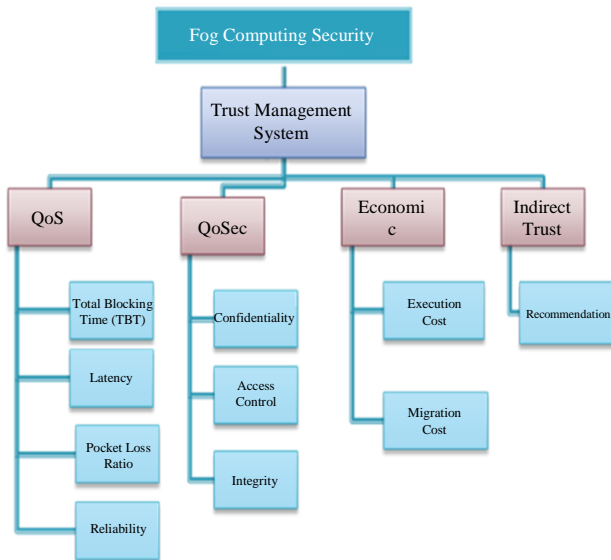 Fog Computing Security
Trust Management
System
QoS
QoSec
Economi
c
Indirect
Trust
Total Blocking
Time (TBT)
Latency
Pocket Loss
Ratio
Reliability
Confidentiality
Access
Control
Integrity
Execution
Cost
Migration
Cost
Recommendation